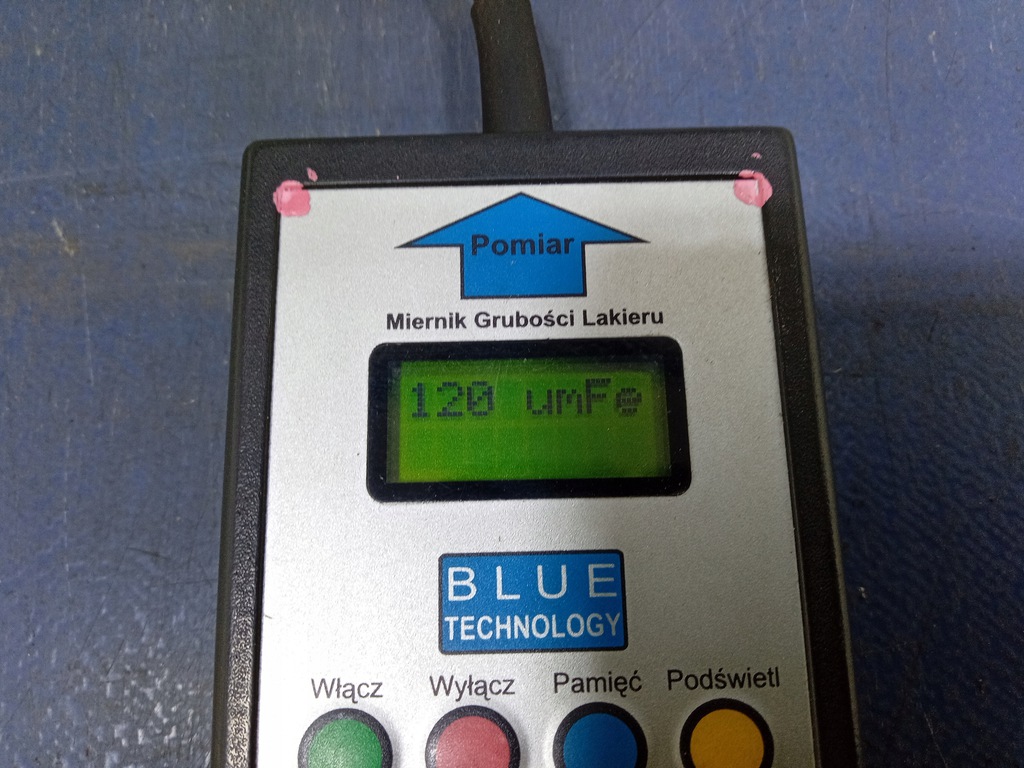 Pomiar
Miernik Grubości Lakieru
120 umFe
BLUE
TECHNOLOGY
Włącz Wyłącz Pamięć Podświetl